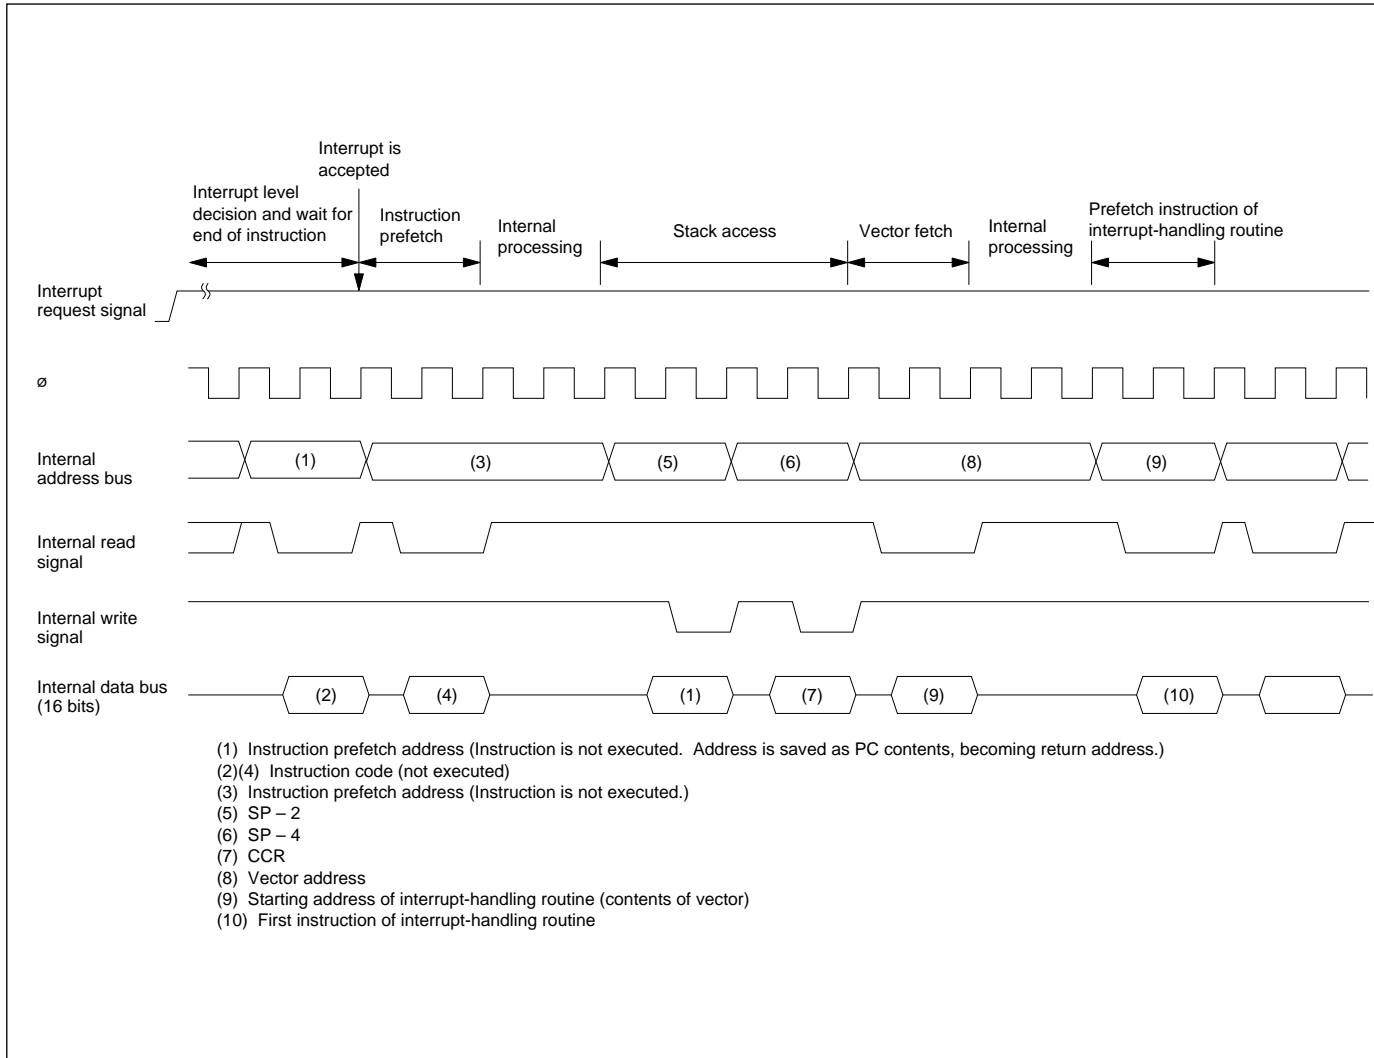 Interrupt is
accepted
Interrupt level
decision and wait for
end of instruction
Instruction
prefetch
Internal
processing
Stack access
Vector fetch
Internal
processing
Prefetch instruction of
interrupt-handling routine
Interrupt
request signal
ø
Internal
address bus
(1)
(3)
(5)
(6)
(8)
(9)
Internal read
signal
Internal write
signal
Internal data bus
(16 bits)
(2)
(4)
(1)
(7)
(9)
(10)
(1) Instruction prefetch address (Instruction is not executed. Address is saved as PC contents, becoming return address.)
(2)(4) Instruction code (not executed)
(3) Instruction prefetch address (Instruction is not executed.)
(5) SP – 2
(6) SP – 4
(7) CCR
(8) Vector address
(9) Starting address of interrupt-handling routine (contents of vector)
(10) First instruction of interrupt-handling routine